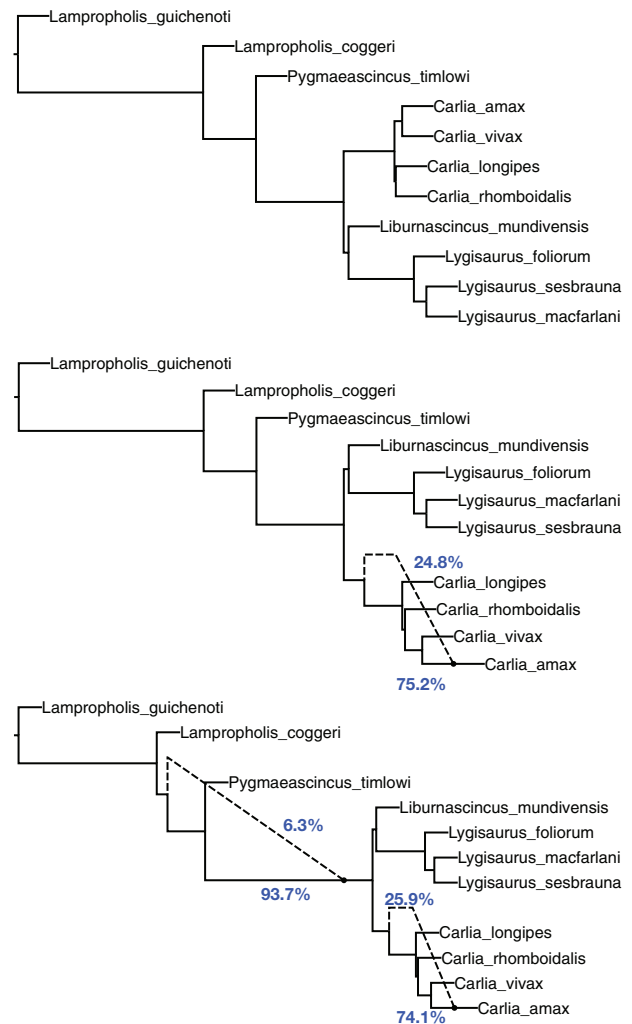 Lampropholis_guichenoti
Lampropholis_coggeri
Pygmaeascincus_timlowi
Carlia_amax
Carlia_vivax
Carlia_longipes
Carlia_rhomboidalis
Liburnascincus_mundivensis
Lygisaurus_foliorum
Lygisaurus_sesbrauna
Lygisaurus_macfarlani
Lampropholis_guichenoti
Lampropholis_coggeri
Pygmaeascincus_timlowi
Liburnascincus_mundivensis
Lygisaurus_foliorum
Lygisaurus_macfarlani
Lygisaurus_sesbrauna
24.8%
Carlia_longipes
Carlia_rhomboidalis
Carlia_vivax
Carlia_amax
75.2%
Lampropholis_guichenoti
Lampropholis_coggeri
Pygmaeascincus_timlowi
Liburnascincus_mundivensis
6.3%
Lygisaurus_foliorum
Lygisaurus_macfarlani
Lygisaurus_sesbrauna
93.7%
25.9%
Carlia_longipes
Carlia_rhomboidalis
Carlia_vivax
Carlia_amax
74.1%